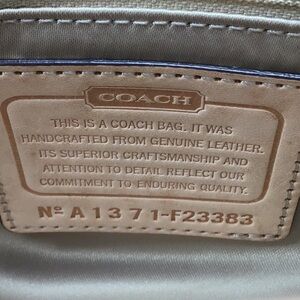 COACH
THIS IS A COACH BAG. IT WAS
HANDCRAFTED FROM GENUINE LEATHER.
ITS SUPERIOR CRAFTSMANSHIP AND
ATTENTION TO DETAIL REFLECT OUR
COMMITMENT TO ENDURING QUALITY.
Nº A1371-F23383